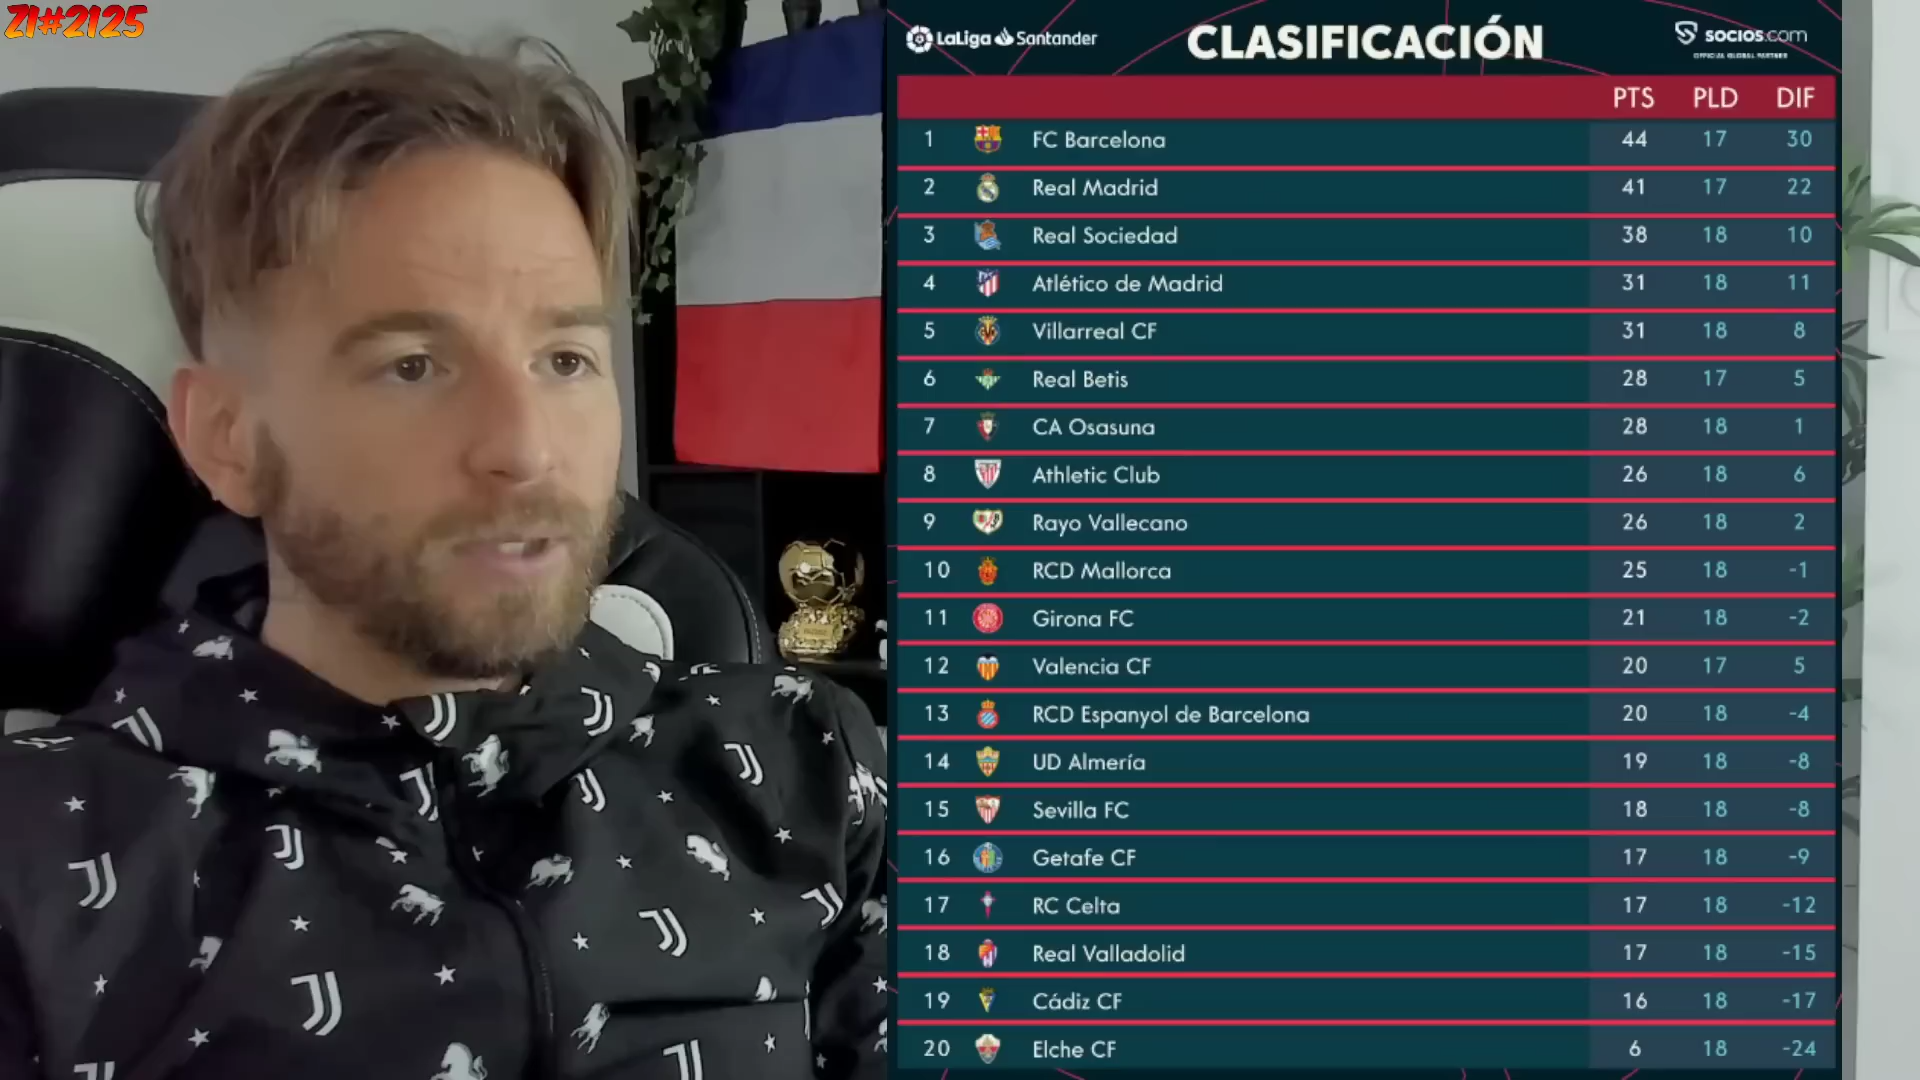 Z1#2125
LaLiga Santander
CLASIFICACIÓN
socios.com
OFFICIAL GLOBAL PARTNER
PTS PLD DIF
1 FC Barcelona 44 17 30
2 Real Madrid 41 17 22
3 Real Sociedad 38 18 10
4 Atlético de Madrid 31 18 11
5 Villarreal CF 31 18 8
6 Real Betis 28 17 5
7 CA Osasuna 28 18 1
8 Athletic Club 26 18 6
9 Rayo Vallecano 26 18 2
10 RCD Mallorca 25 18 -1
11 Girona FC 21 18 -2
12 Valencia CF 20 17 5
13 RCD Espanyol de Barcelona 20 18 -4
14 UD Almería 19 18 -8
15 Sevilla FC 18 18 -8
16 Getafe CF 17 18 -9
17 RC Celta 17 18 -12
18 Real Valladolid 17 18 -15
19 Cádiz CF 16 18 -17
20 Elche CF 6 18 -24